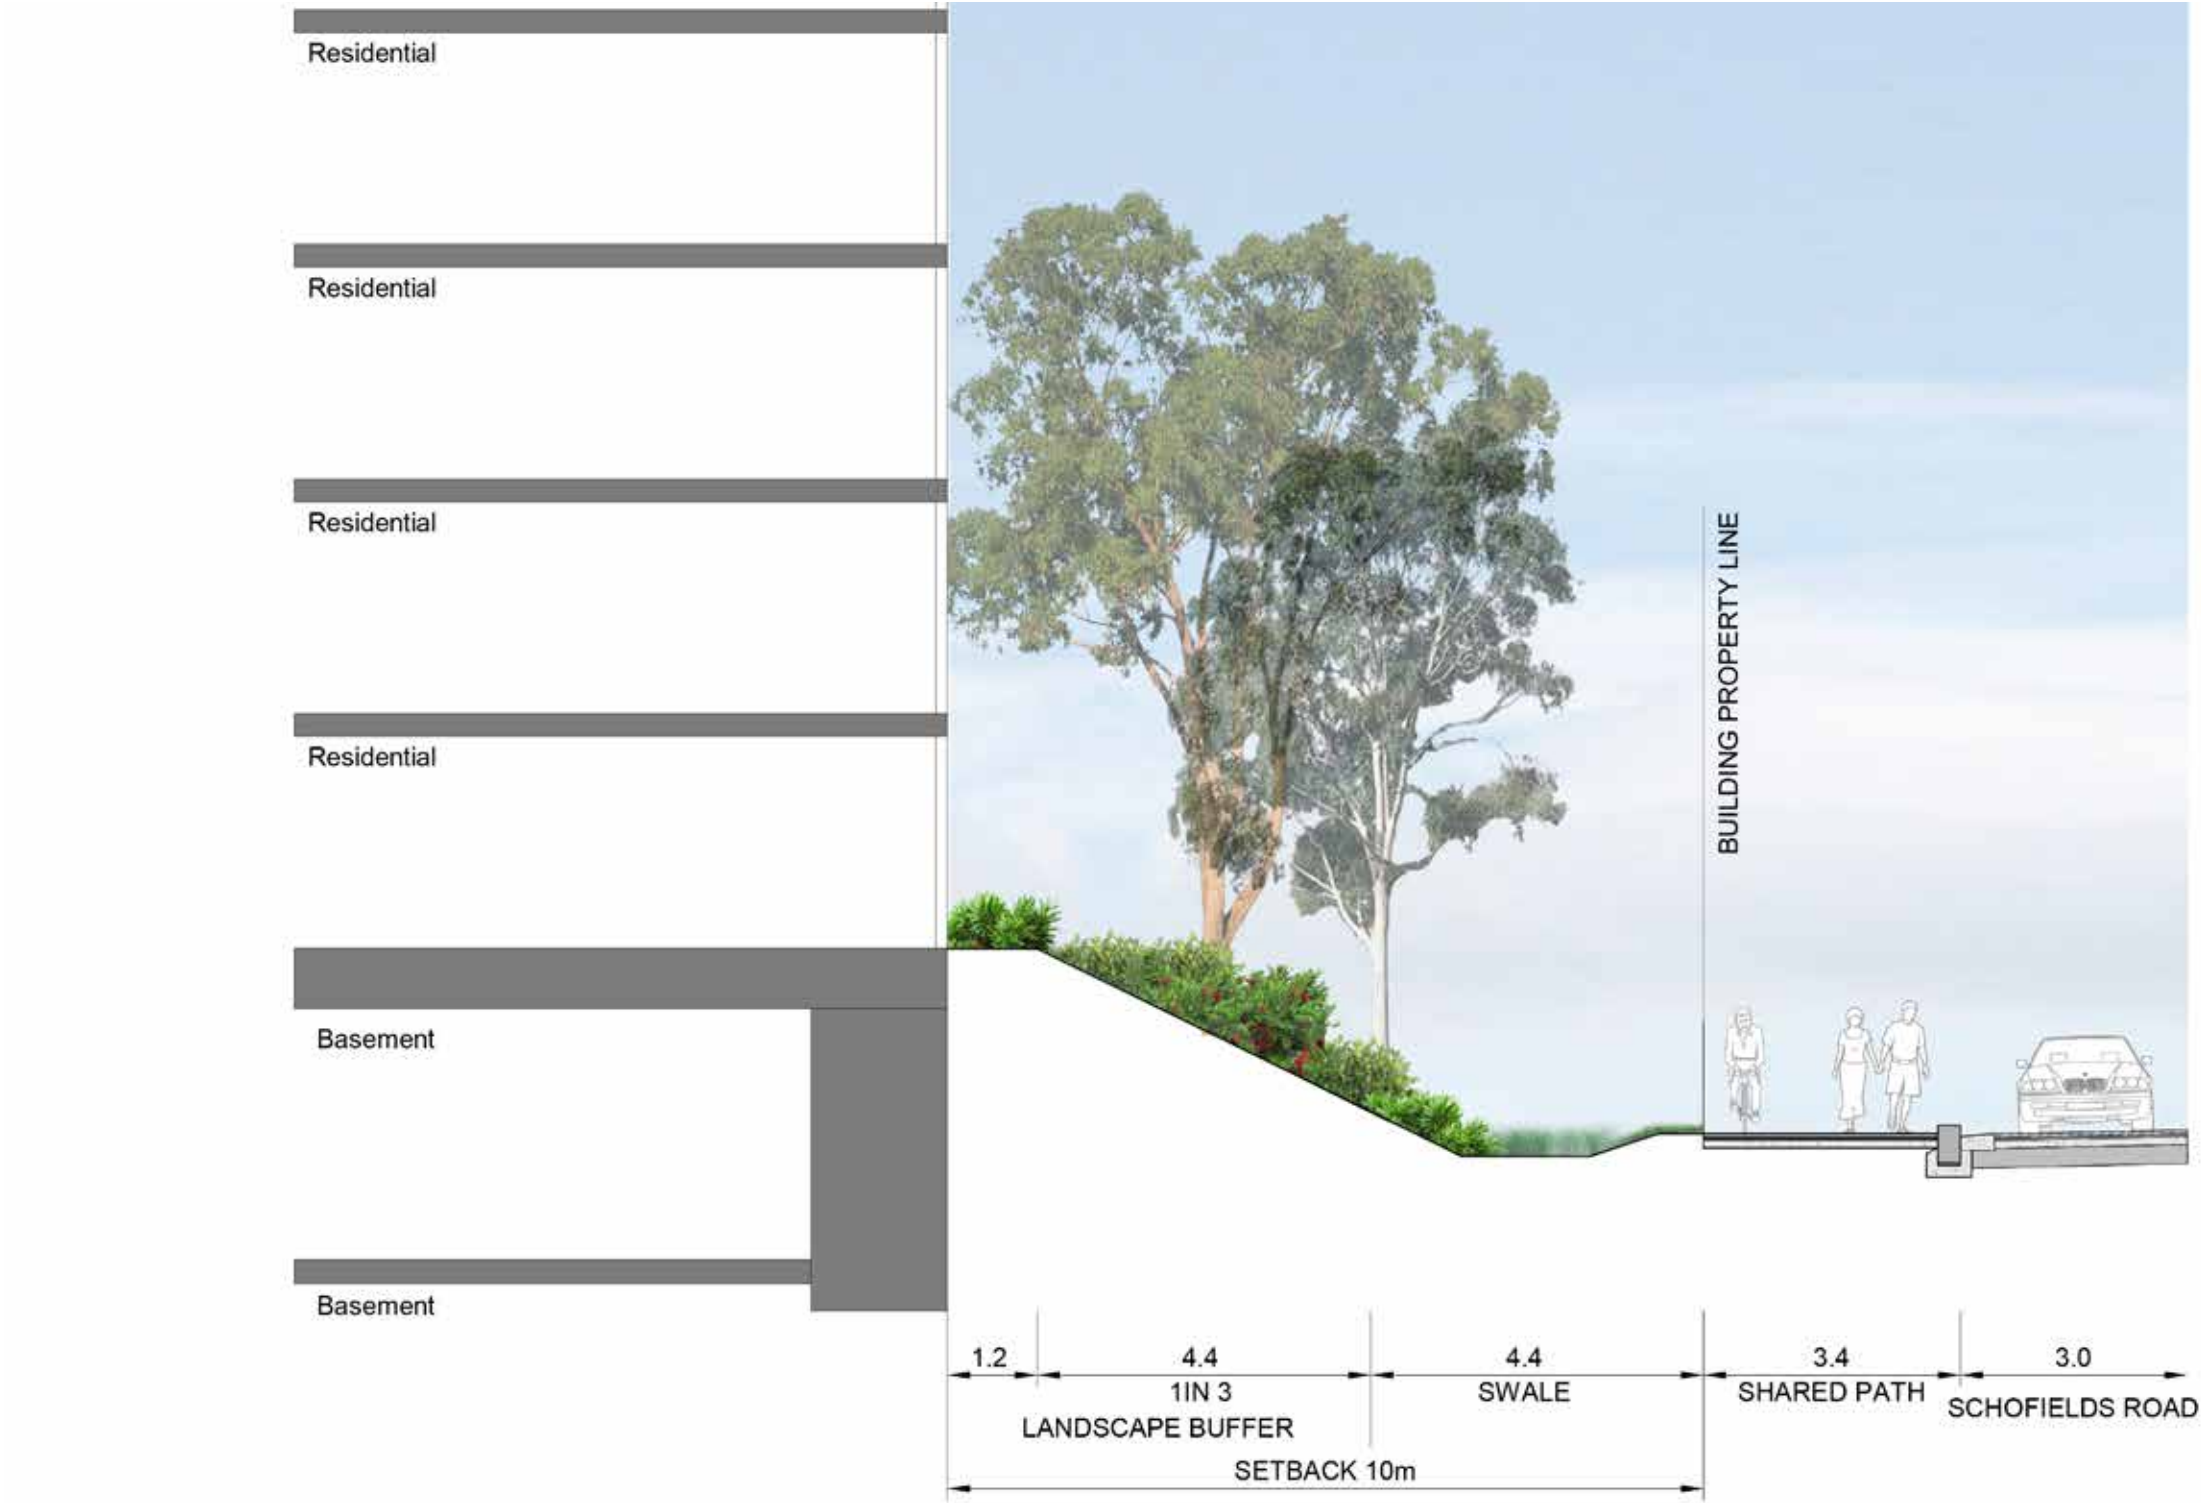 Residential
Residential
Residential
Residential
BUILDING PROPERTY LINE
Basement
Basement
1.2
4.4
4.4
3.4
3.0
1IN 3
SWALE
SHARED PATH
SCHOFIELDS ROAD
LANDSCAPE BUFFER
SETBACK 10m